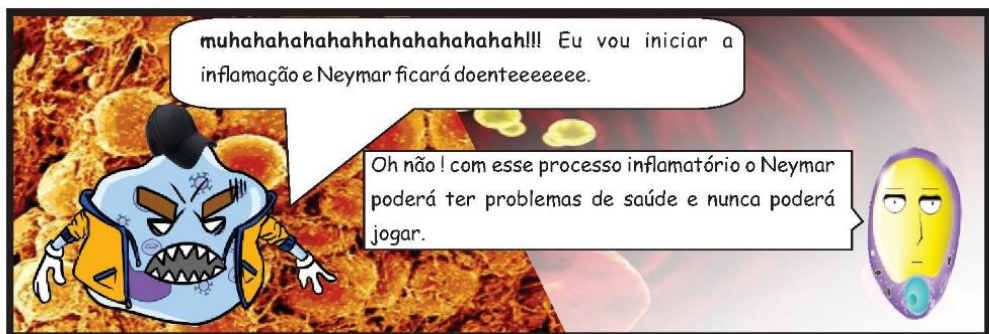 muhahahahahahhahahahahahah!!! Eu vou iniciar a
inflamação e Neymar ficará doenteeeeeee.
Oh não ! com esse processo inflamatório o Neymar
poderá ter problemas de saúde e nunca poderá
jogar.